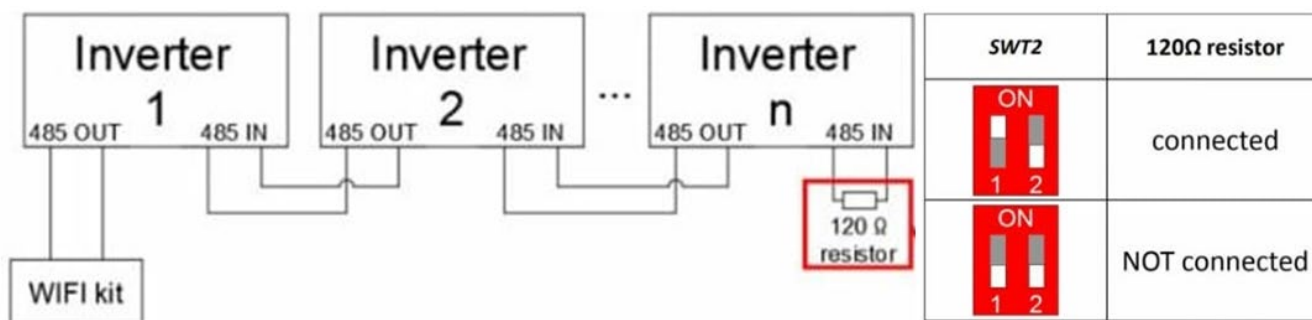 Inverter
1
485 OUT 485 IN
Inverter
2
485 OUT 485 IN
...
Inverter
n
485 OUT 485 IN
120 Ω
resistor
WIFI kit
SWT2 120Ω resistor
ON
1 2
connected
ON
1 2
NOT connected